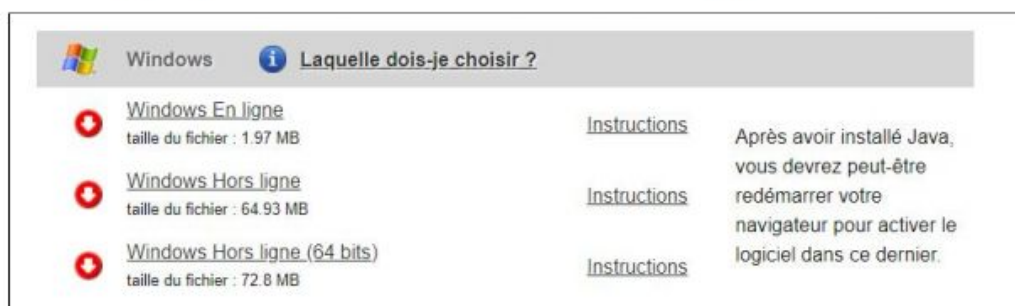 Windows Laquelle dois-je choisir ?
Windows En ligne
taille du fichier : 1.97 MB
Instructions
Windows Hors ligne
taille du fichier : 64.93 MB
Instructions
Windows Hors ligne (64 bits)
taille du fichier : 72.8 MB
Instructions
Après avoir installé Java,
vous devrez peut-être
redémarrer votre
navigateur pour activer le
logiciel dans ce dernier.